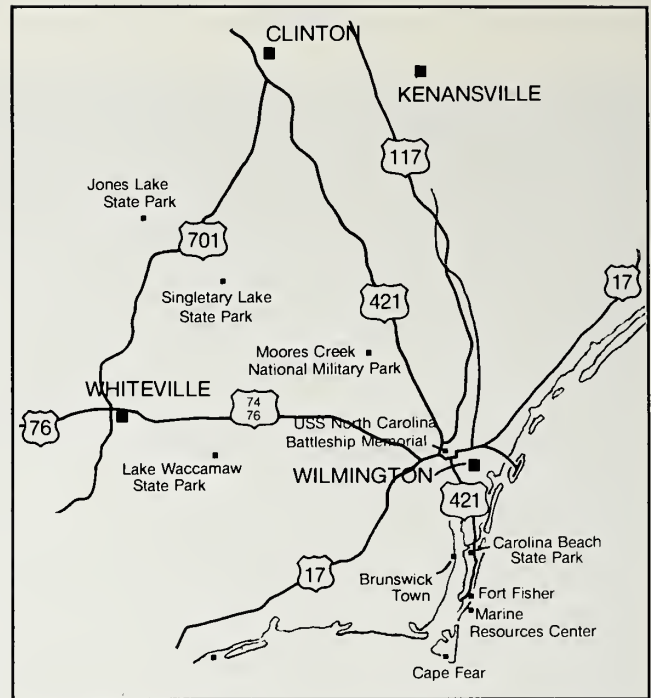 CLINTON
KENANSVILLE
117
Jones Lake
State Park
701
17
Singletary Lake
State Park
421
Moores Creek
National Military Park
WHITEVILLE
74
76
USS North Carolina
Battleship Memorial
76
Lake Waccamaw
State Park
WILMINGTON
421
Carolina Beach
State Park
17
Brunswick
Town
Fort Fisher
Marine
Resources Center
Cape Fear